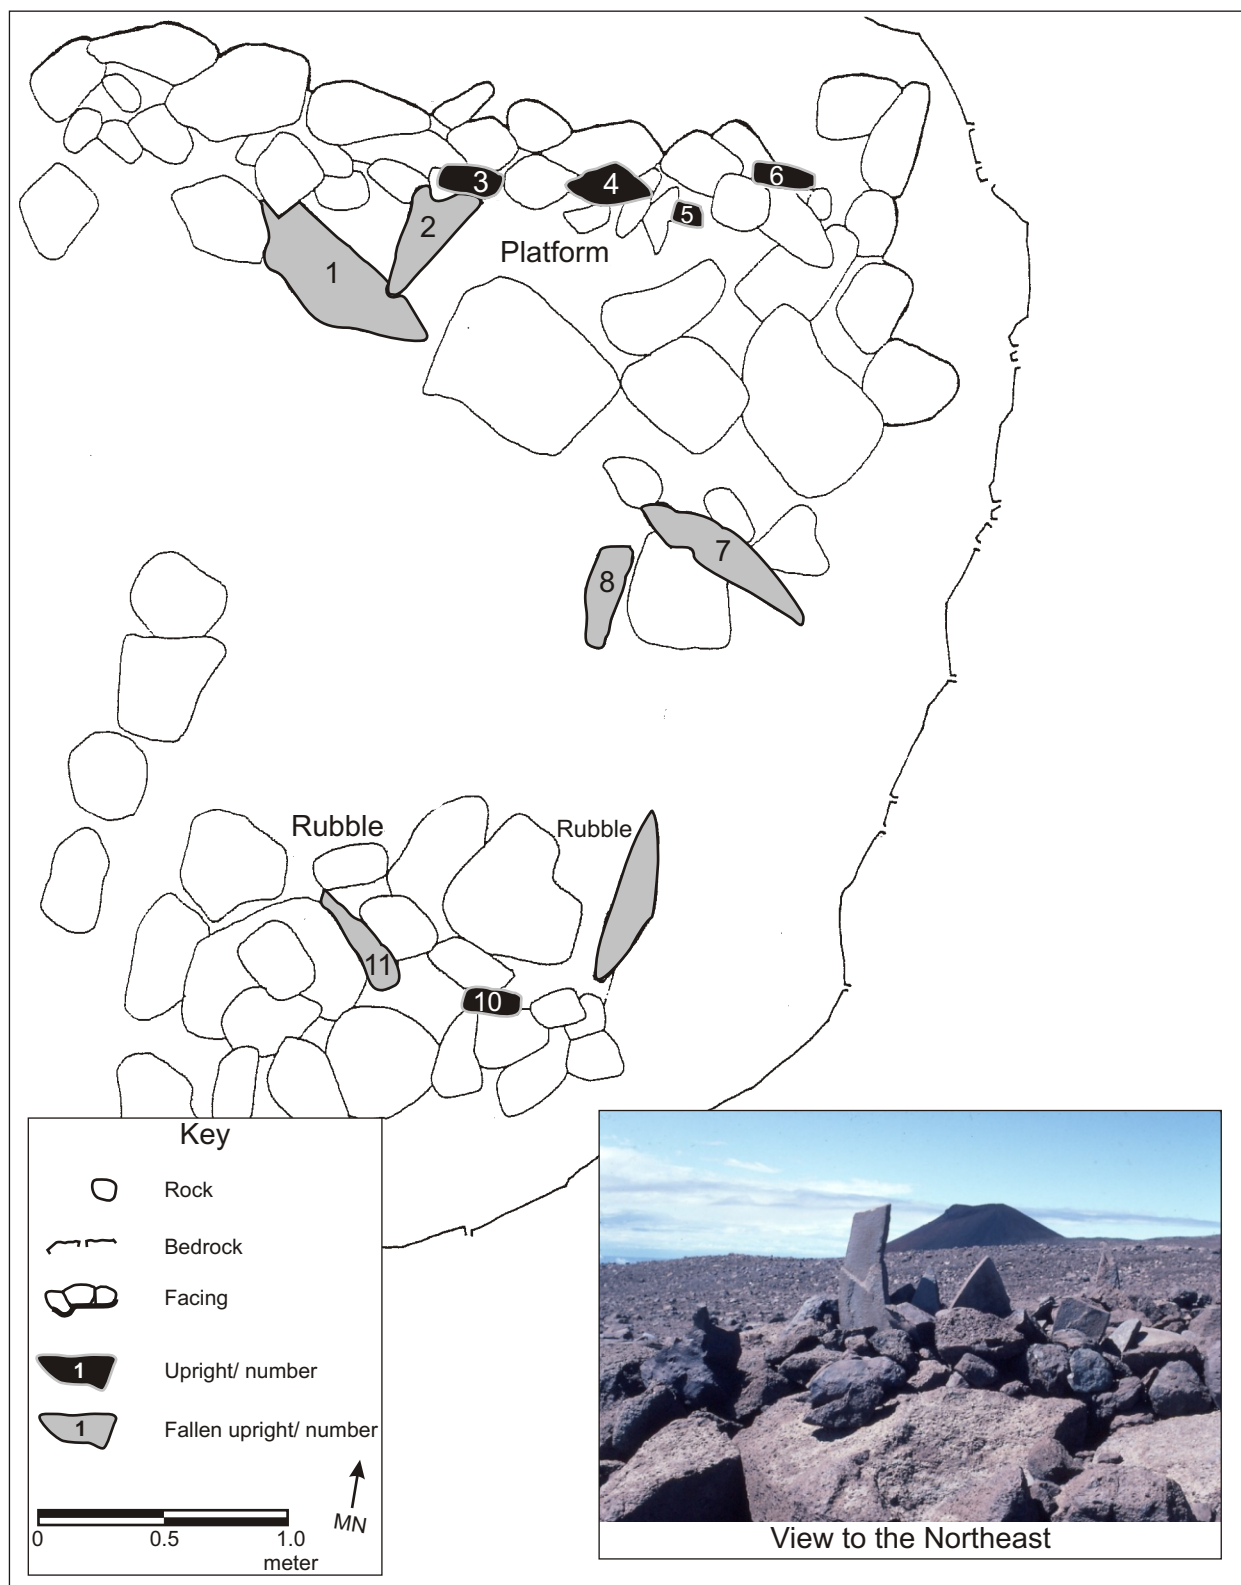 3
4
6
5
2
Platform
1
7
8
Rubble
Rubble
11
10
Key
Rock
Bedrock
Facing
1 Upright/ number
1 Fallen upright/ number
MN
0 0.5 1.0
meter
View to the Northeast